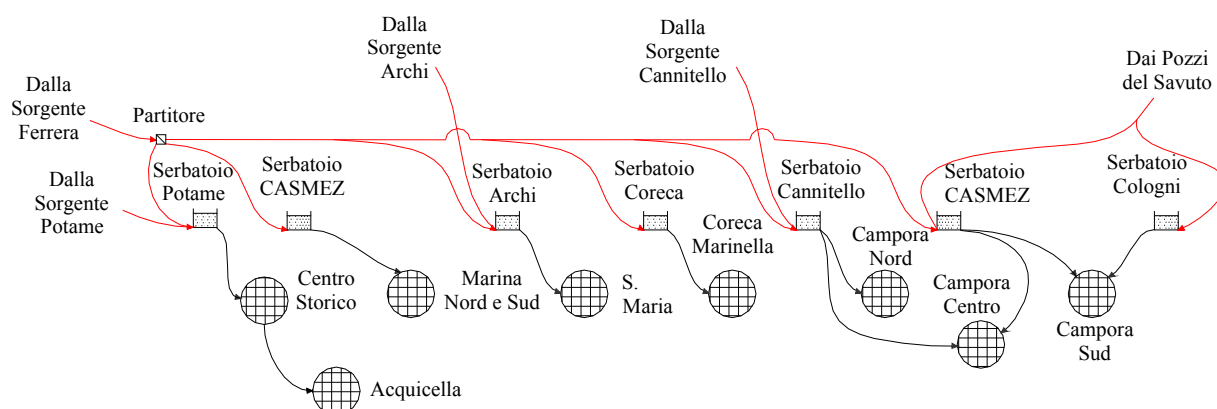 Dalla
Sorgente
Archi
Dalla
Sorgente
Cannitello
Dai Pozzi
del Savuto
Dalla
Sorgente
Ferrera
Partitore
Serbatoio
Potame
Serbatoio
CASMEZ
Serbatoio
Archi
Serbatoio
Coreca
Serbatoio
Cannitello
Serbatoio
CASMEZ
Serbatoio
Cologni
Dalla
Sorgente
Potame
Centro
Storico
Marina
Nord e Sud
S.
Maria
Coreca
Marinella
Campora
Nord
Campora
Centro
Campora
Sud
Acquicella